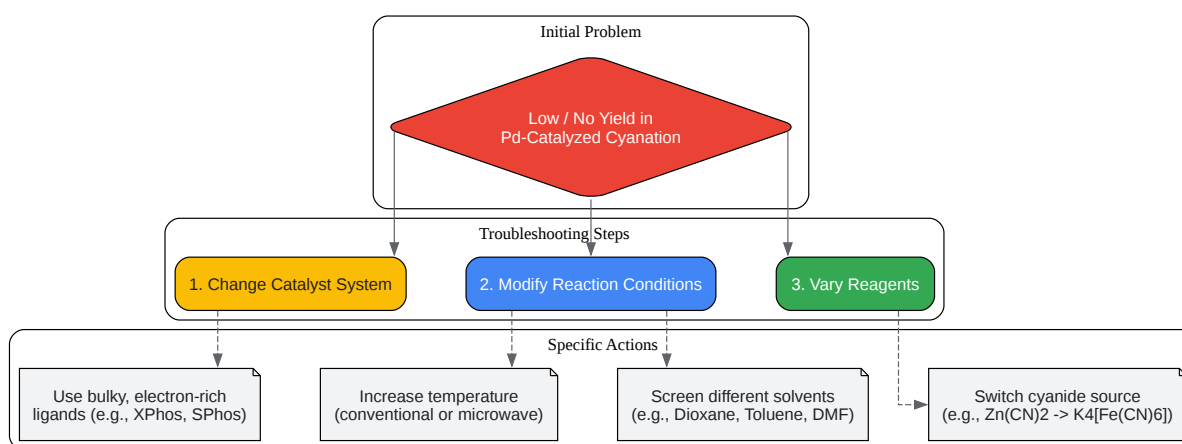 Initial Problem
Low / No Yield in
Pd-Catalyzed Cyanation
Troubleshooting Steps
1. Change Catalyst System
2. Modify Reaction Conditions
3. Vary Reagents
Specific Actions
Use bulky, electron-rich
ligands (e.g., XPhos, SPhos)
Increase temperature
(conventional or microwave)
Screen different solvents
(e.g., Dioxane, Toluene, DMF)
Switch cyanide source
(e.g., Zn(CN)2 -> K4[Fe(CN)6])